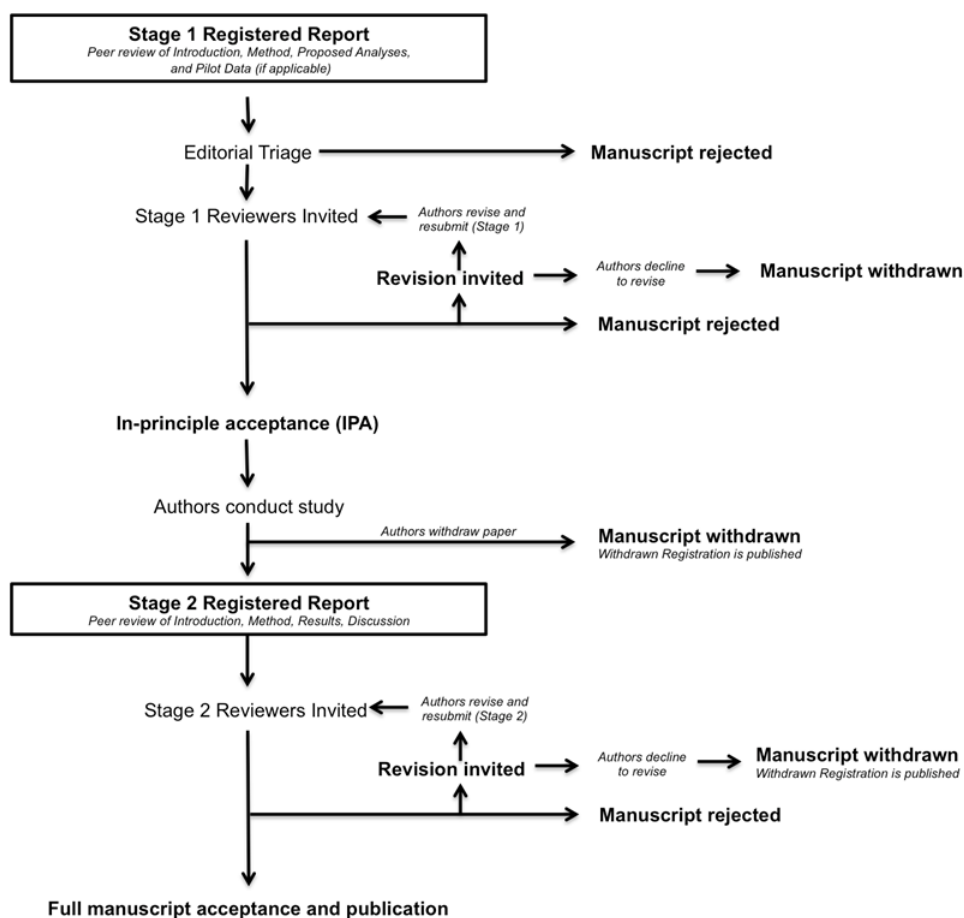 Stage 1 Registered Report
Peer review of Introduction, Method, Proposed Analyses,
and Pilot Data (if applicable)
Editorial Triage
Manuscript rejected
Stage 1 Reviewers Invited
Authors revise and
resubmit (Stage 1)
Revision invited
Authors decline
to revise
Manuscript withdrawn
Manuscript rejected
In-principle acceptance (IPA)
Authors conduct study
Authors withdraw paper
Manuscript withdrawn
Withdrawn Registration is published
Stage 2 Registered Report
Peer review of Introduction, Method, Results, Discussion
Stage 2 Reviewers Invited
Authors revise and
resubmit (Stage 2)
Revision invited
Authors decline
to revise
Manuscript withdrawn
Withdrawn Registration is published
Manuscript rejected
Full manuscript acceptance and publication